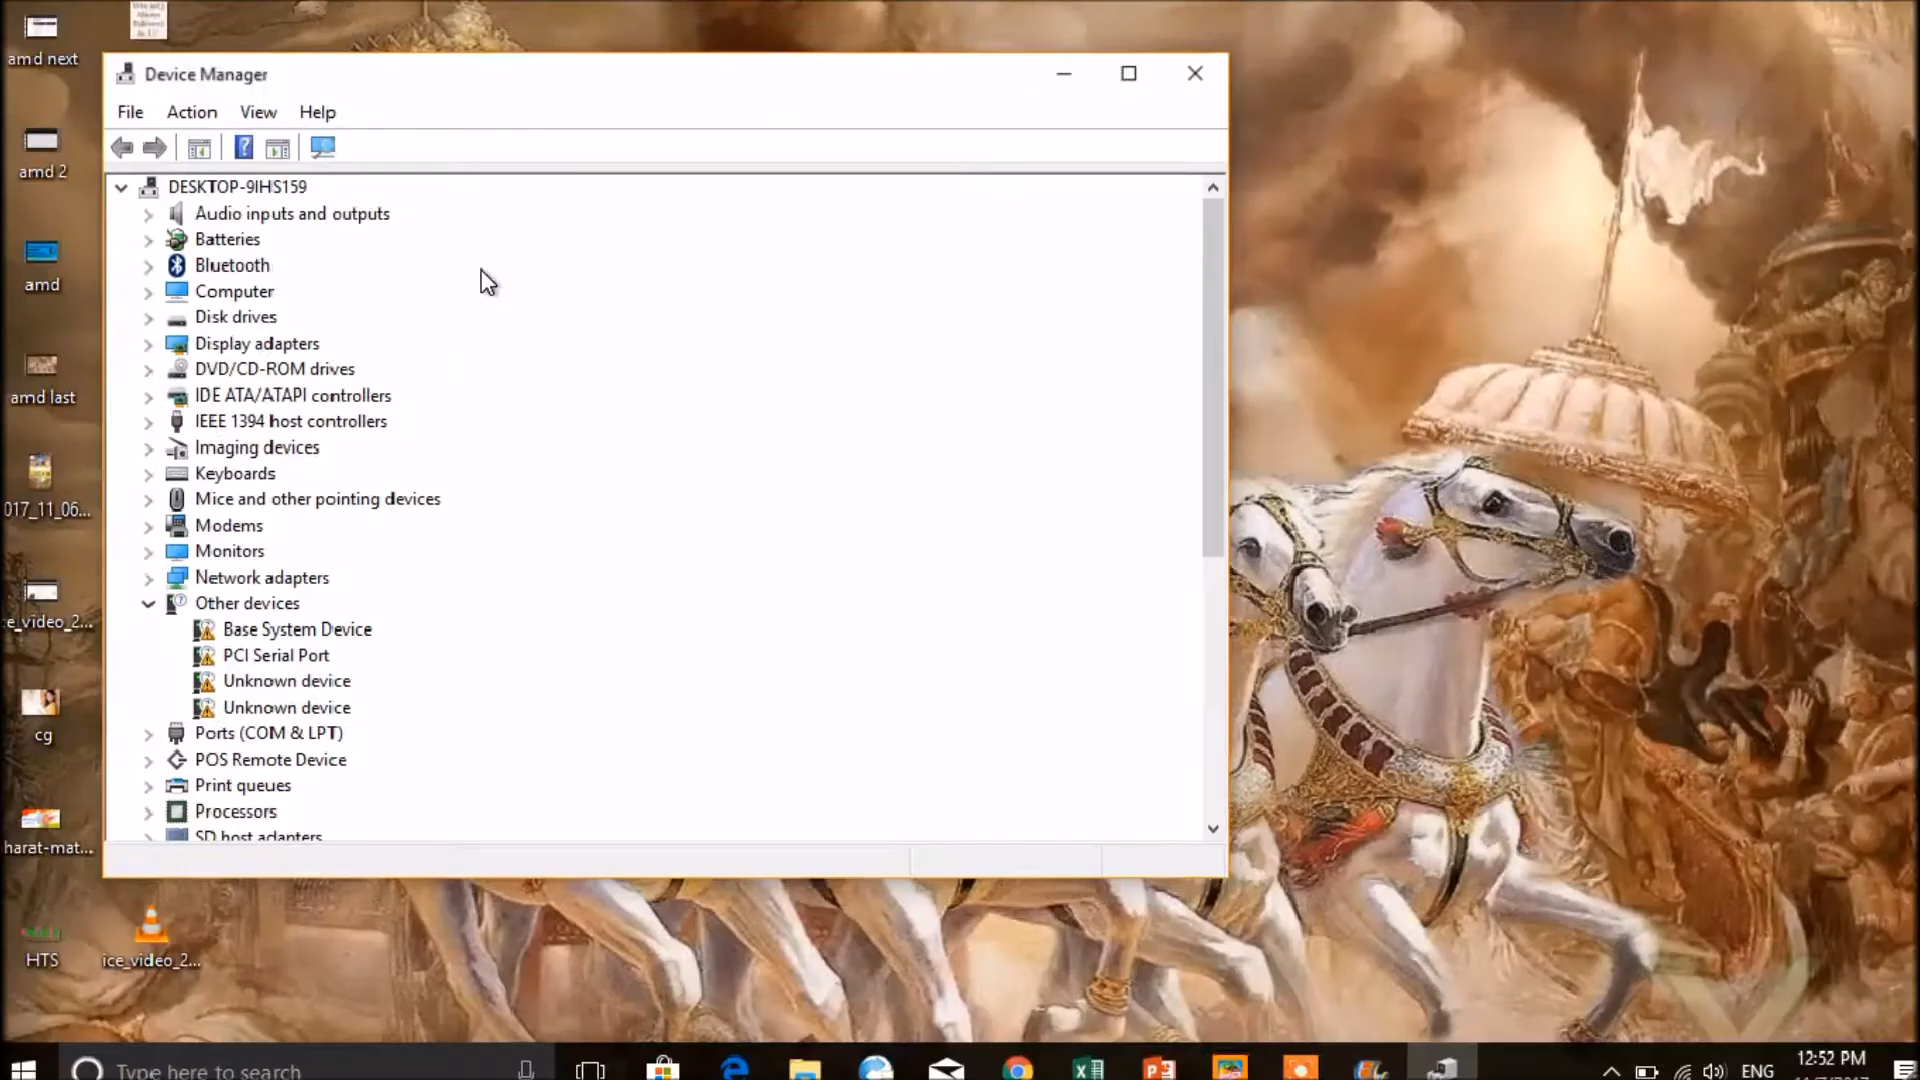 amd next
amd 2
amd
amd last
017_11_06...
e_video_2...
cg
harat-mat...
HTS
ice_video_2...
Device Manager
File Action View Help
DESKTOP-9IHS159
Audio inputs and outputs
Batteries
Bluetooth
Computer
Disk drives
Display adapters
DVD/CD-ROM drives
IDE ATA/ATAPI controllers
IEEE 1394 host controllers
Imaging devices
Keyboards
Mice and other pointing devices
Modems
Monitors
Network adapters
Other devices
Base System Device
PCI Serial Port
Unknown device
Unknown device
Ports (COM & LPT)
POS Remote Device
Print queues
Processors
SD host adapters
Type here to search
ENG
12:52 PM